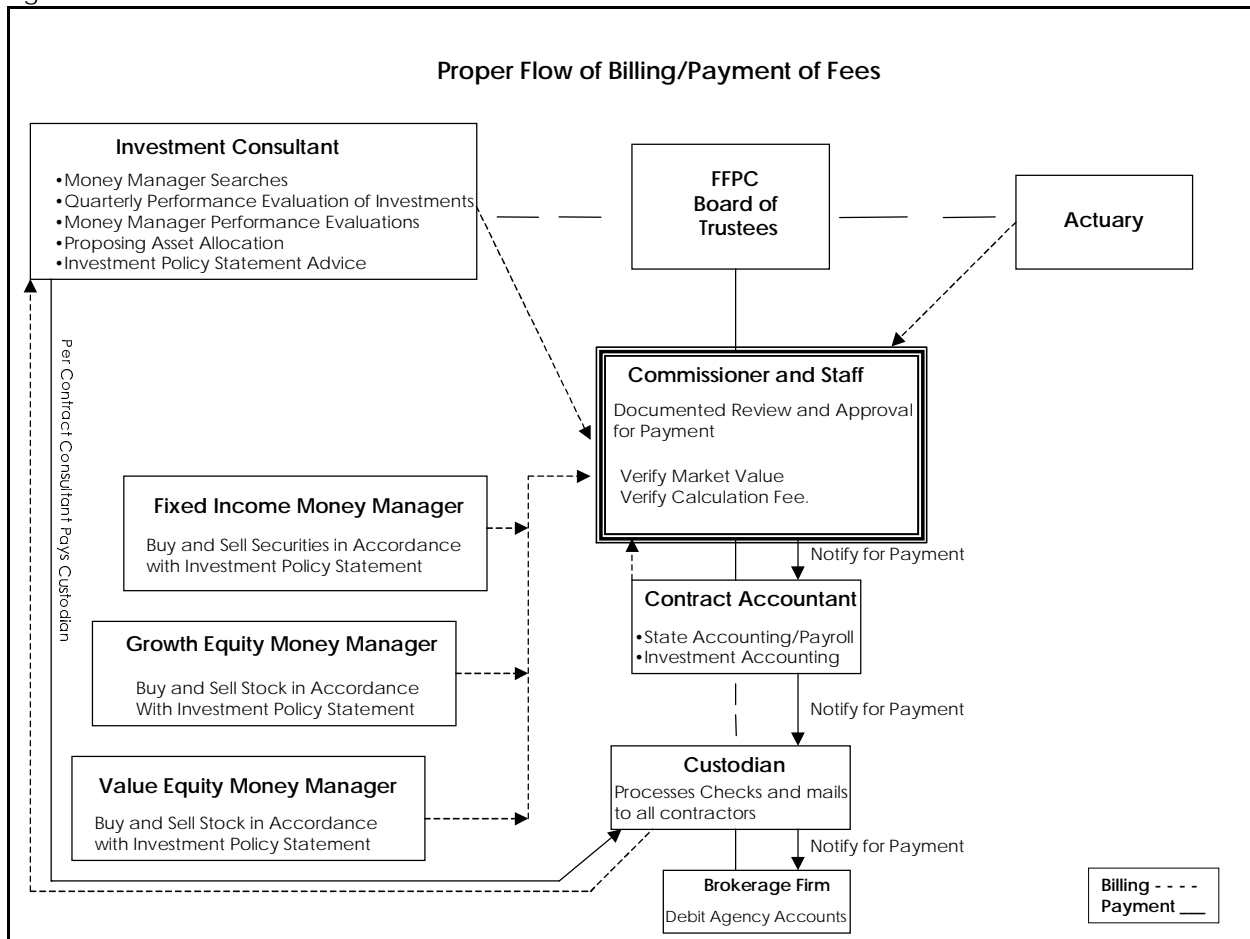 Proper Flow of Billing/Payment of Fees
Investment Consultant
•Money Manager Searches
•Quarterly Performance Evaluation of Investments
•Money Manager Performance Evaluations
•Proposing Asset Allocation
•Investment Policy Statement Advice
FFPC
Board of
Trustees
Actuary
Per Contract Consultant Pays Custodian
Commissioner and Staff
Documented Review and Approval
for Payment
Verify Market Value
Verify Calculation Fee.
Notify for Payment
Fixed Income Money Manager
Buy and Sell Securities in Accordance
with Investment Policy Statement
Contract Accountant
•State Accounting/Payroll
•Investment Accounting
Growth Equity Money Manager
Buy and Sell Stock in Accordance
With Investment Policy Statement
Notify for Payment
Custodian
Processes Checks and mails
to all contractors
Value Equity Money Manager
Buy and Sell Stock in Accordance
with Investment Policy Statement
Notify for Payment
Brokerage Firm
Debit Agency Accounts
Billing - - - -
Payment ___